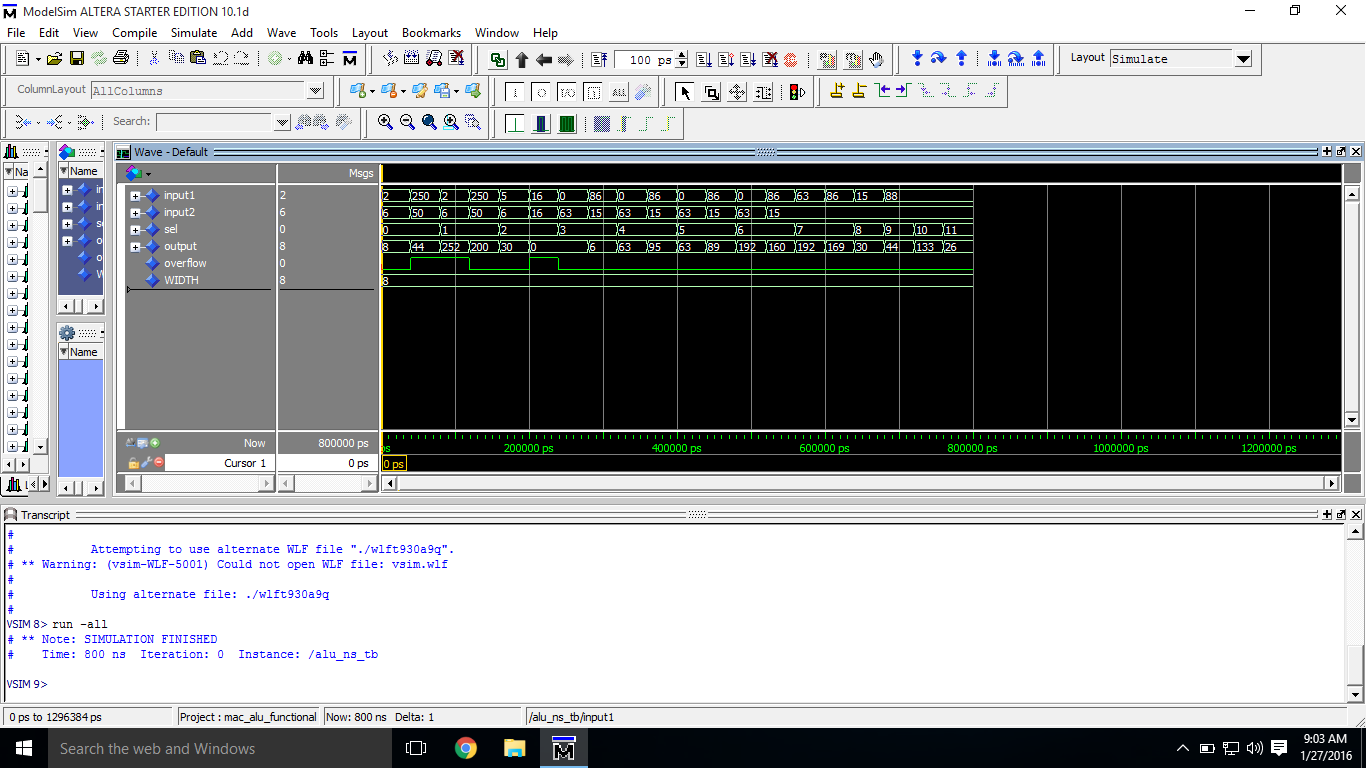 ModelSim ALTERA STARTER EDITION 10.1d
File Edit View Compile Simulate Add Wave Tools Layout Bookmarks Window Help
100 ps Layout Simulate
ColumnLayout AllColumns
Search:
Wave - Default
Na Name Msgs
input1 2 2 250 2 250 5 16 0 86 0 86 0 86 0 86 63 86 15 88
input2 6 6 50 6 50 6 16 63 15 63 15 63 15 63 15
sel 0 0 1 2 3 4 5 6 7 8 9 10 11
output 8 8 44 252 200 30 0 6 63 95 63 89 192 160 192 169 30 44 133 26
overflow 0
WIDTH 8 8
Name
Now 800000 ps ps 200000 ps 400000 ps 600000 ps 800000 ps 1000000 ps 1200000 ps
Cursor 1 0 ps 0 ps
Transcript
#
# Attempting to use alternate WLF file "./wlft930a9q".
# ** Warning: (vsim-WLF-5001) Could not open WLF file: vsim.wlf
#
# Using alternate file: ./wlft930a9q
#
VSIM 8> run -all
# ** Note: SIMULATION FINISHED
# Time: 800 ns Iteration: 0 Instance: /alu_ns_tb
VSIM 9>
0 ps to 1296384 ps Project : mac_alu_functional Now: 800 ns Delta: 1 /alu_ns_tb/input1
Search the web and Windows
9:03 AM
1/27/2016